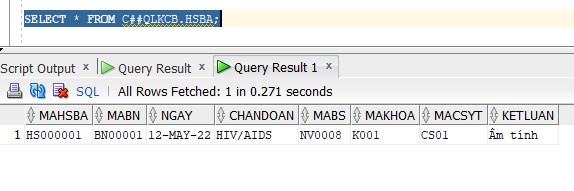 SELECT * FROM C##QLKCB.HSBA;
Script Output × Query Result × Query Result 1 ×
SQL | All Rows Fetched: 1 in 0.271 seconds
MAHSBA MABN NGAY CHANDOAN MABS MAKHOA MACSYT KETLUAN
1 HS000001 BN00001 12-MAY-22 HIV/AIDS NV0008 K001 CS01 Âm tính